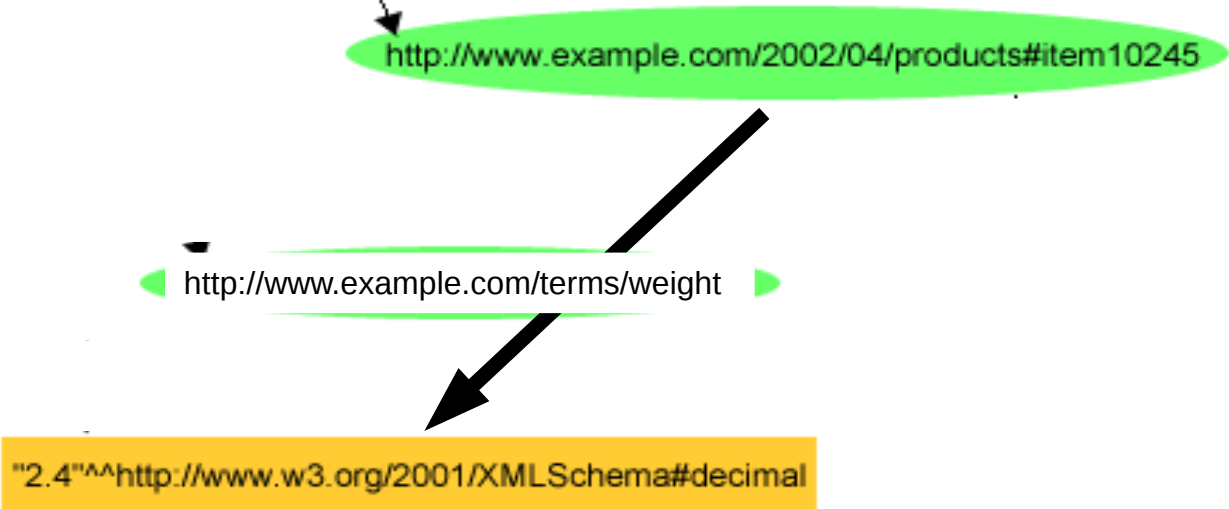 http://www.example.com/2002/04/products#item10245
http://www.example.com/terms/weight
"2.4"^^http://www.w3.org/2001/XMLSchema#decimal